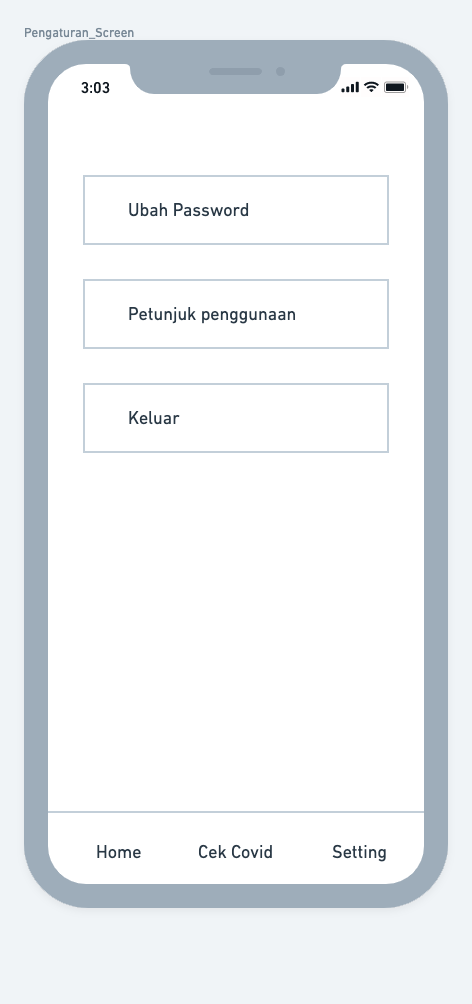 Pengaturan_Screen
3:03
Ubah Password
Petunjuk penggunaan
Keluar
Home Cek Covid Setting